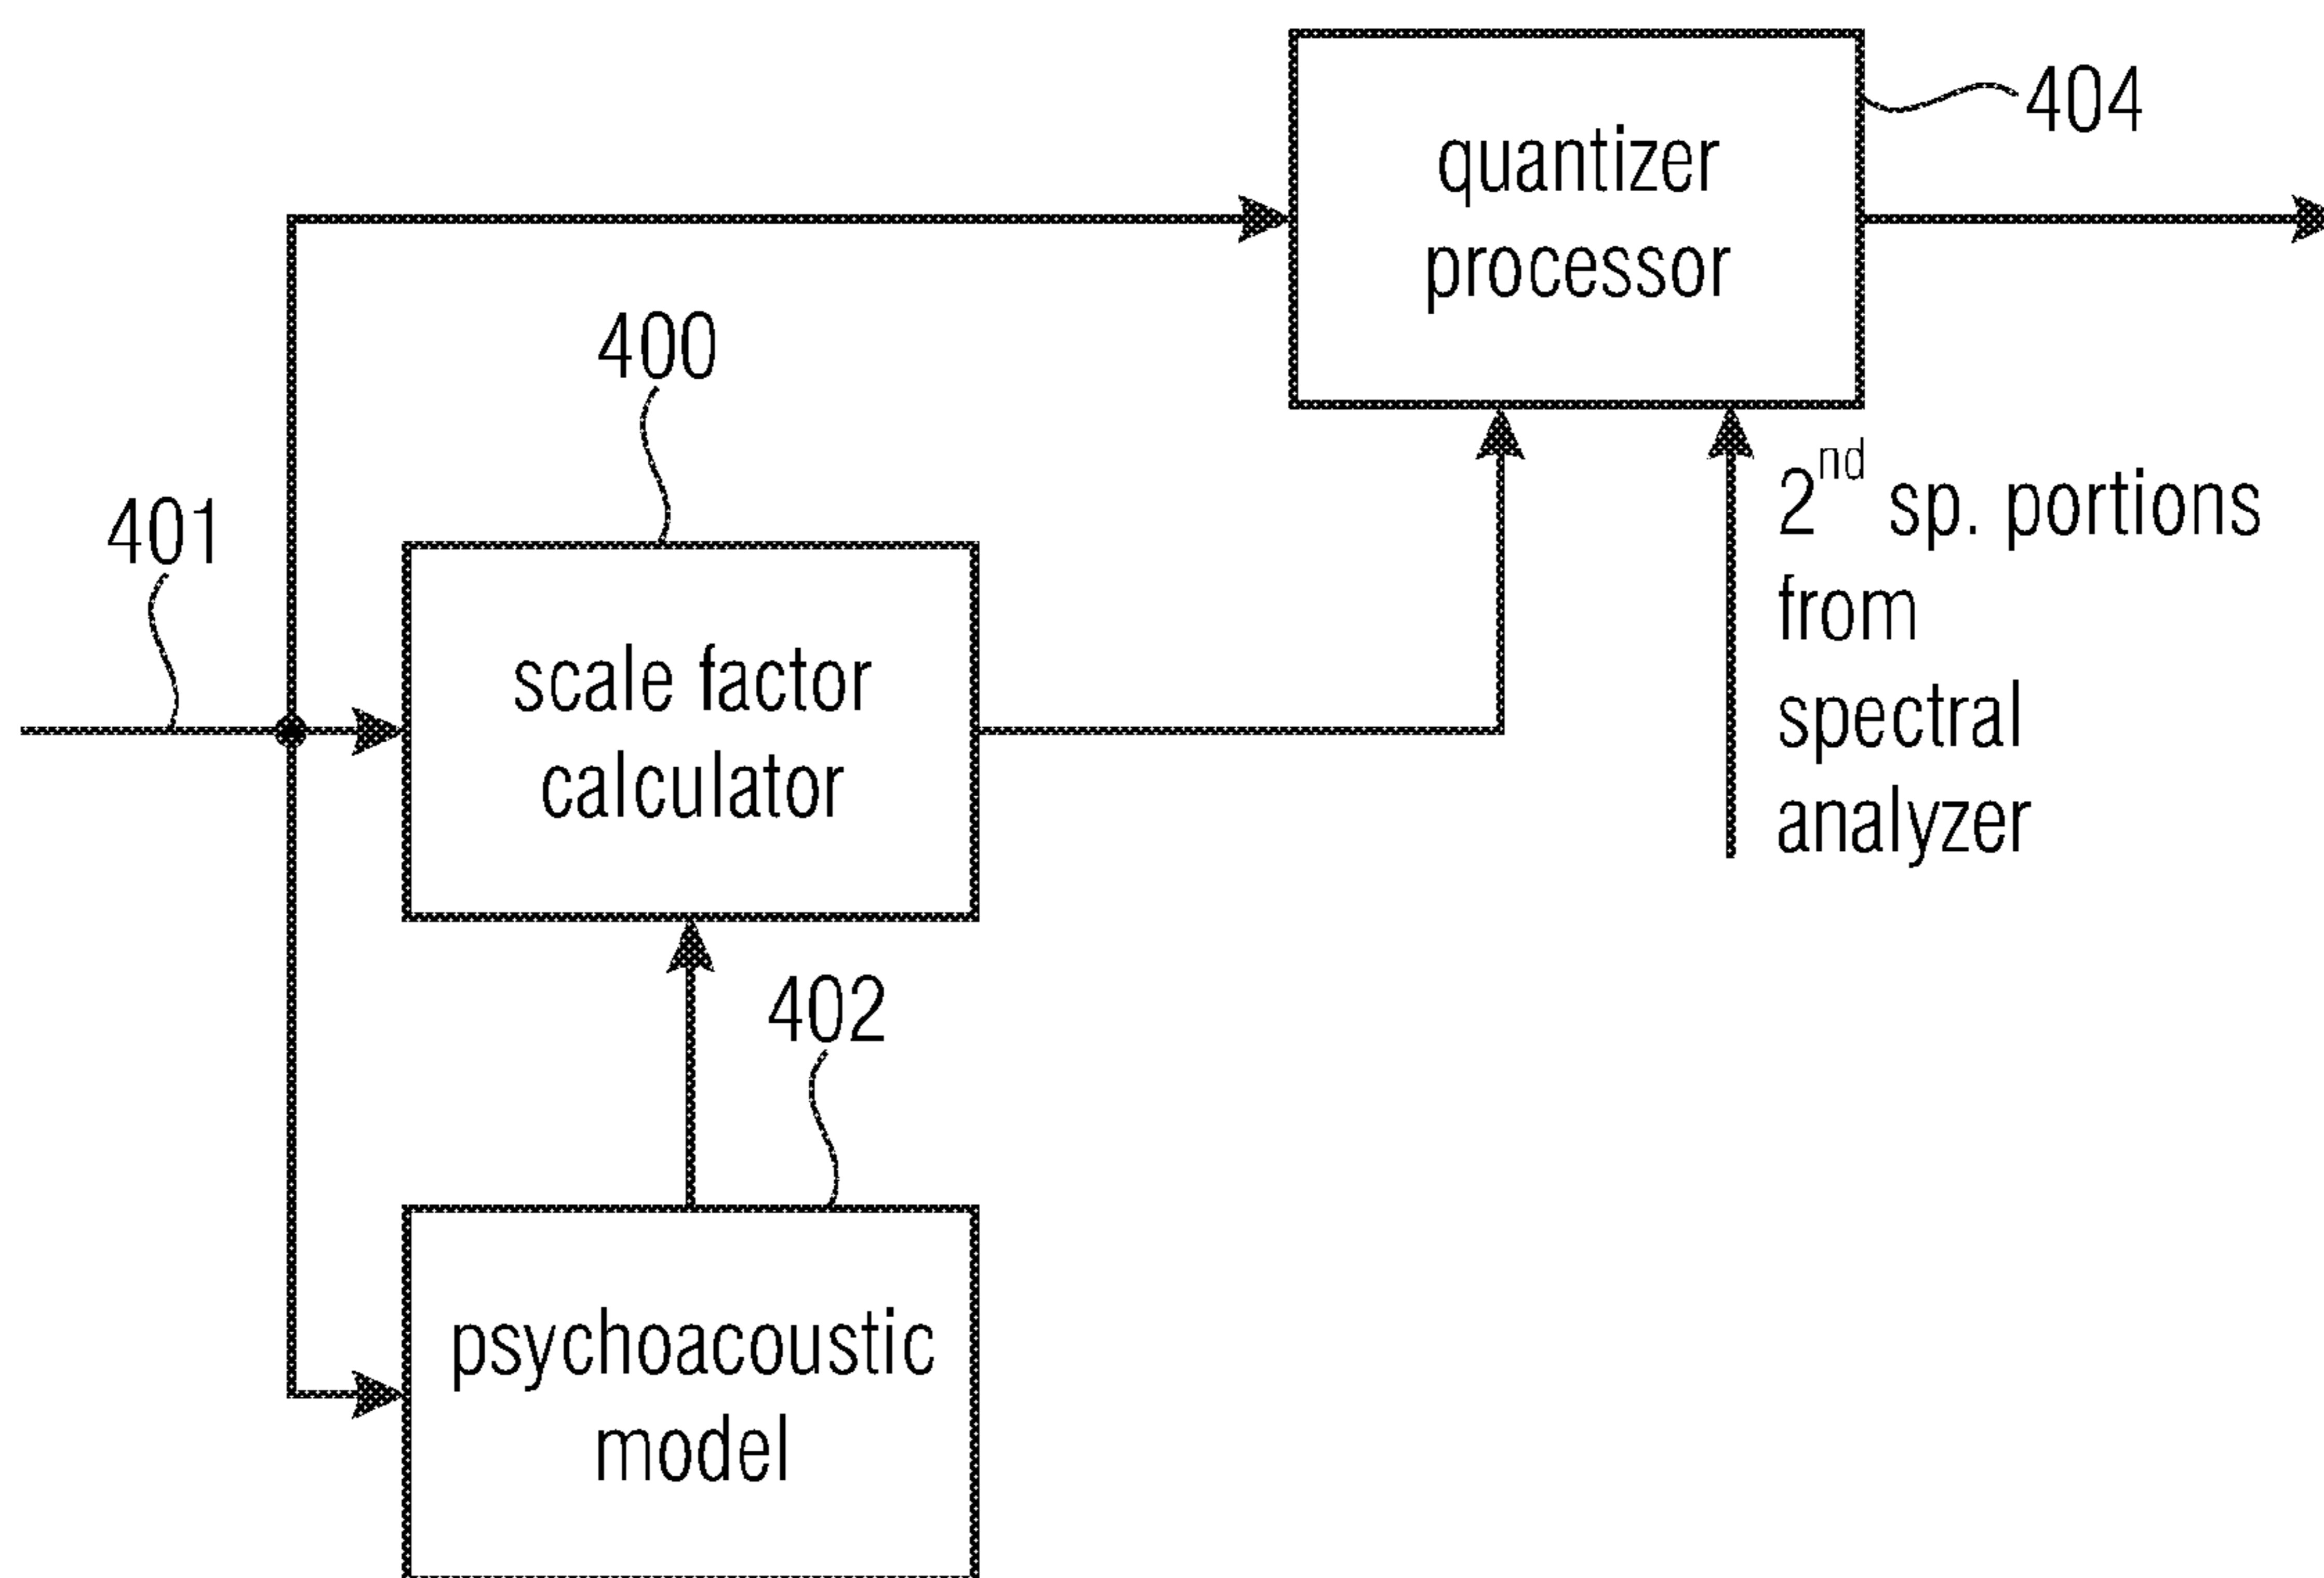 404
quantizer
processor
400
401
2nd sp. portions
from
spectral
analyzer
scale factor
calculator
402
psychoacoustic
model